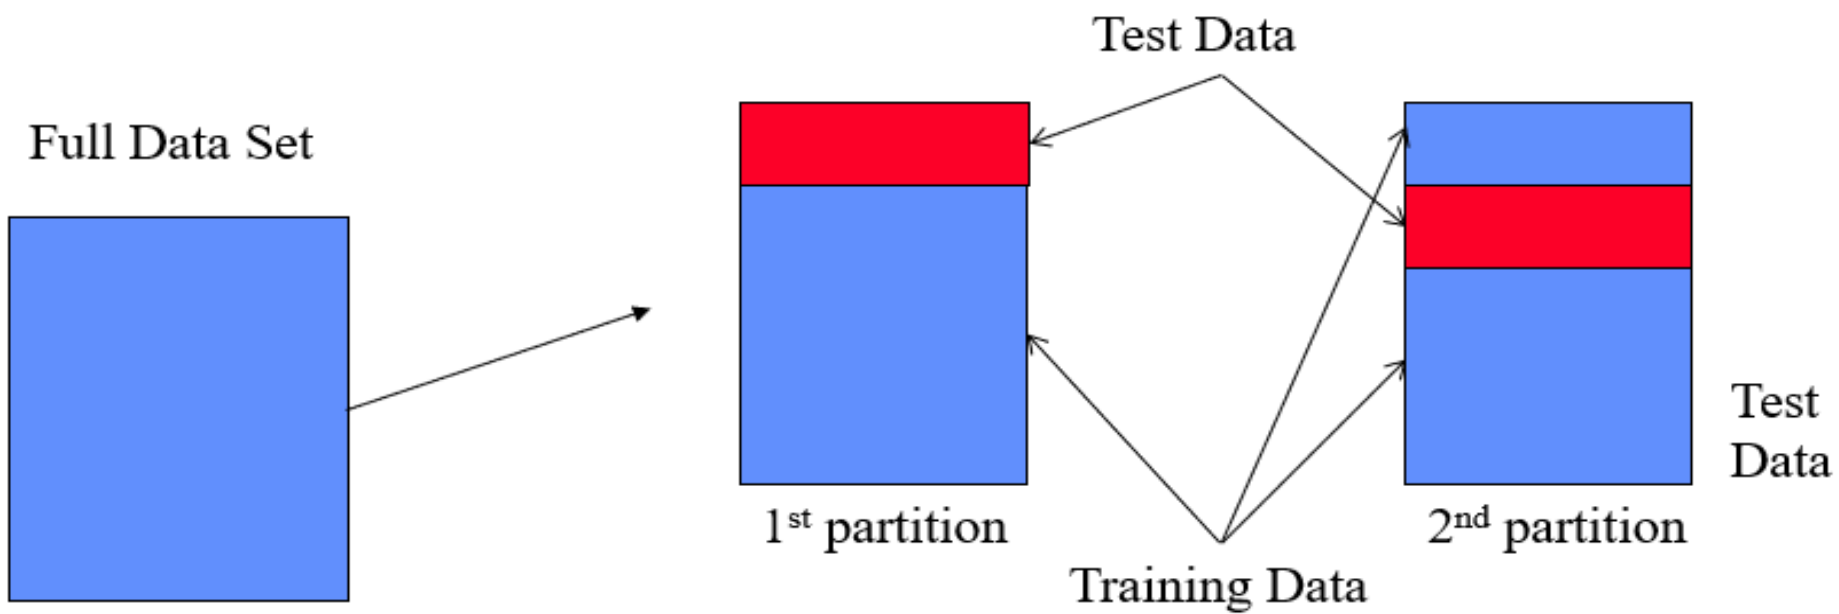 Test Data
Full Data Set
Test
Data
1st partition
2nd partition
Training Data